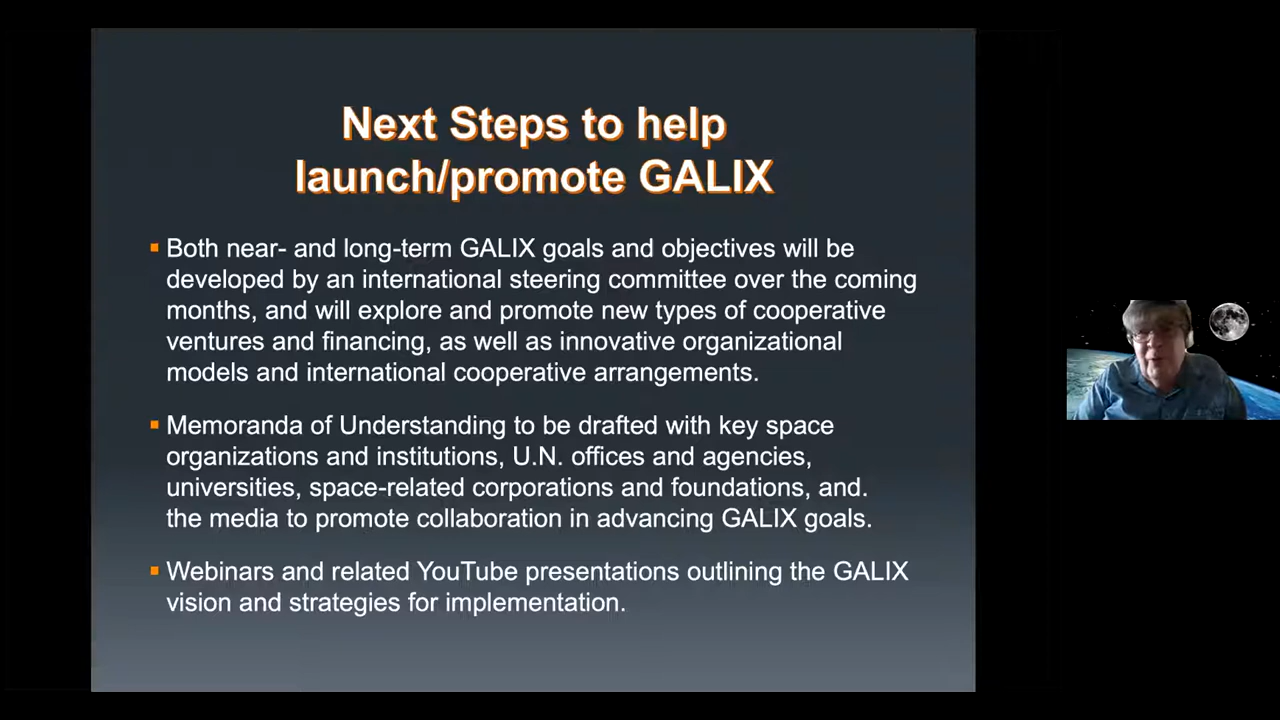 Next Steps to help
launch/promote GALIX
Both near- and long-term GALIX goals and objectives will be
developed by an international steering committee over the coming
months, and will explore and promote new types of cooperative
ventures and financing, as well as innovative organizational
models and international cooperative arrangements.
Memoranda of Understanding to be drafted with key space
organizations and institutions, U.N. offices and agencies,
universities, space-related corporations and foundations, and.
the media to promote collaboration in advancing GALIX goals.
Webinars and related YouTube presentations outlining the GALIX
vision and strategies for implementation.